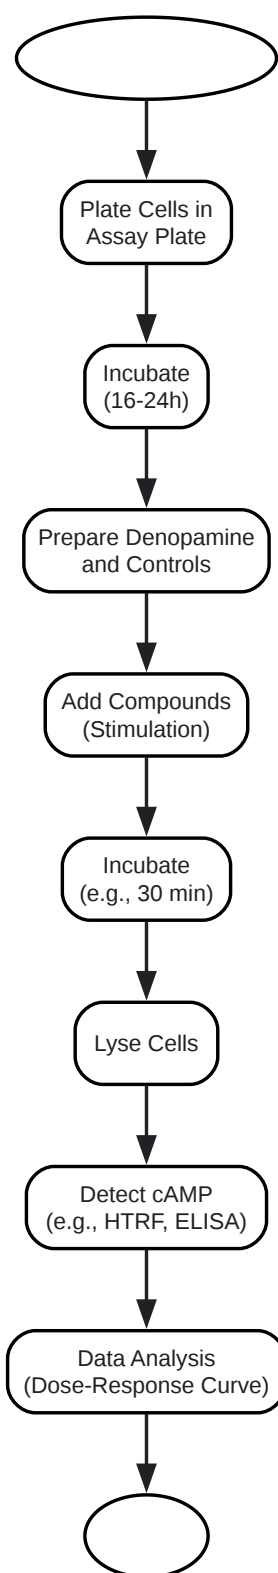 Plate Cells in
Assay Plate
Incubate
(16-24h)
Prepare Denopamine
and Controls
Add Compounds
(Stimulation)
Incubate
(e.g., 30 min)
Lyse Cells
Detect cAMP
(e.g., HTRF, ELISA)
Data Analysis
(Dose-Response Curve)